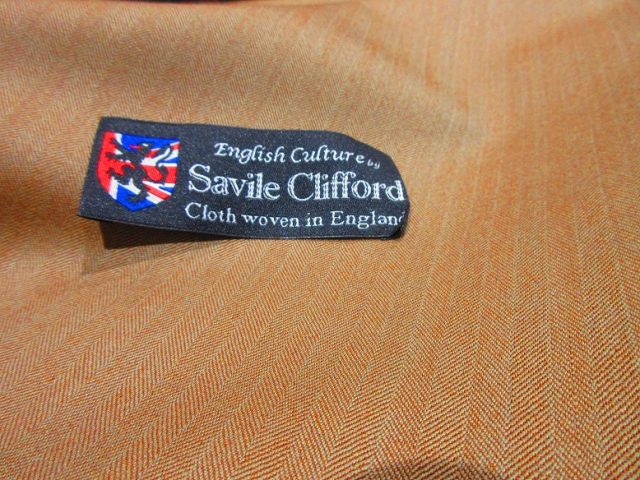 English Culture by
Savile Clifford
Cloth woven in England